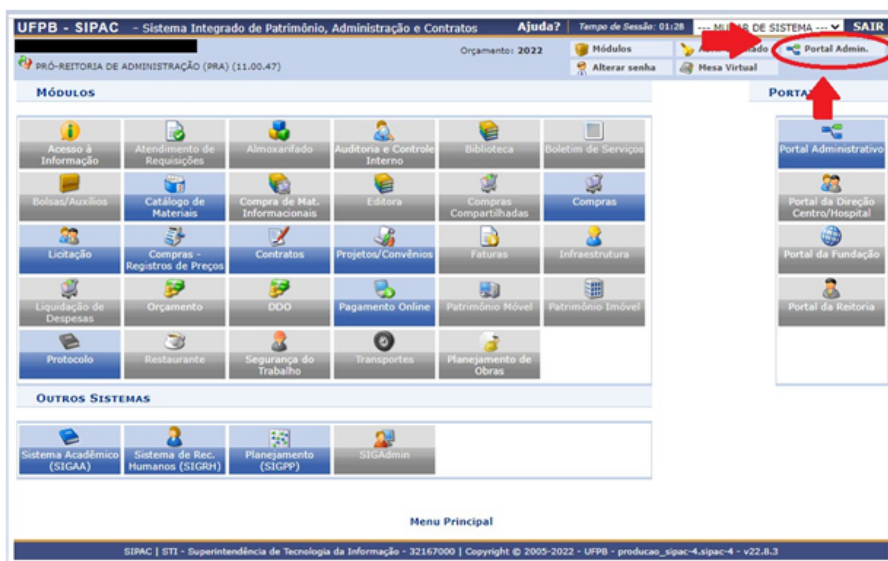 UFPB - SIPAC - Sistema Integrado de Patrimônio, Administração e Contratos Ajuda? Tempo de Sessão: 01:28 --- MUDAR DE SISTEMA --- SAIR
Orçamento: 2022 Módulos Portal Admin.
PRÓ-REITORIA DE ADMINISTRAÇÃO (PRA) (11.00.47) Alterar senha Mesa Virtual
MÓDULOS
Acesso à Informação
Atendimento de Requisições
Almoxarifado
Auditoria e Controle Interno
Biblioteca
Boletim de Serviços
Portal Administrativo
Bolsas/Auxílios
Catálogo de Materiais
Compra de Mat. Informacionais
Editora
Compras Compartilhadas
Compras
Portal da Direção Centro/Hospital
Licitação
Compras - Registros de Preços
Contratos
Projetos/Convênios
Faturas
Infraestrutura
Portal da Fundação
Liquidação de Despesas
Orçamento
DDO
Pagamento Online
Patrimônio Móvel
Patrimônio Imóvel
Portal da Reitoria
Protocolo
Restaurante
Segurança do Trabalho
Transportes
Planejamento de Obras
OUTROS SISTEMAS
Sistema Acadêmico (SIGAA)
Sistema de Rec. Humanos (SIGRH)
Planejamento (SIGPP)
SIGAdmin
Menu Principal
SIPAC | STI - Superintendência de Tecnologia da Informação - 32167000 | Copyright © 2005-2022 - UFPB - producao_sipac-4.sipac-4 - v22.8.3